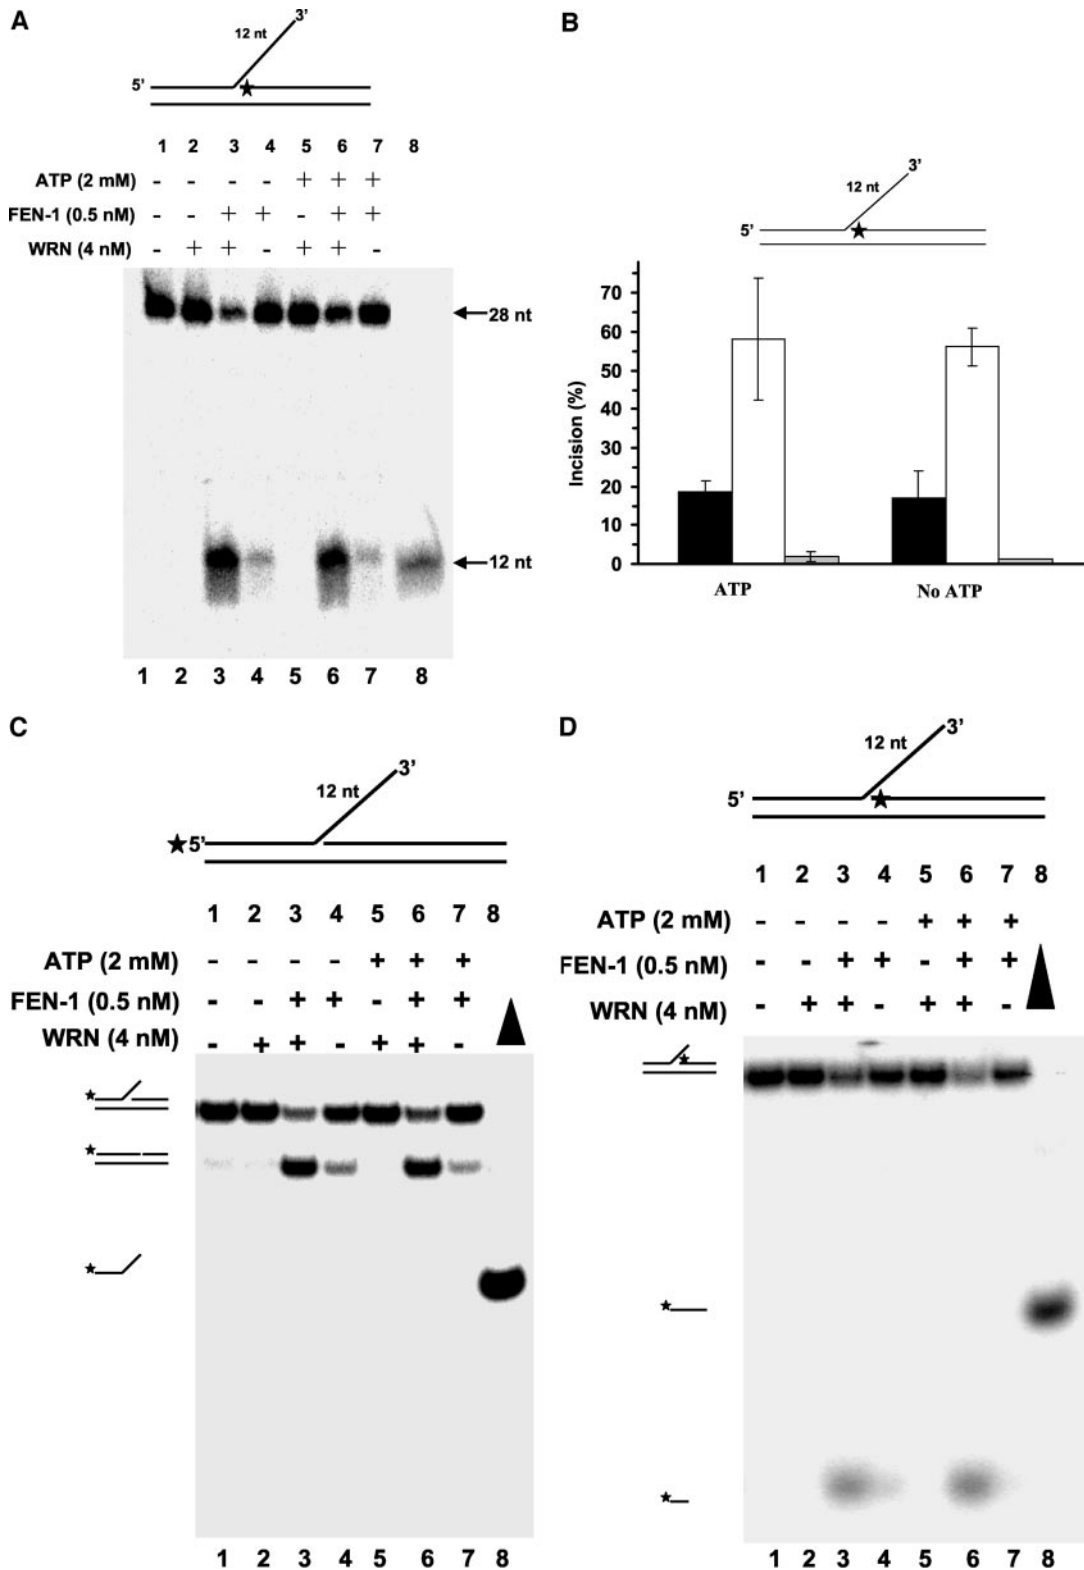 A
3'
12 nt
5'
1 2 3 4 5 6 7 8
ATP (2 mM) - - - - + + +
FEN-1 (0.5 nM) - - + + - + +
WRN (4 nM) - + + - + + -
28 nt
12 nt
1 2 3 4 5 6 7 8
B
3'
12 nt
5'
70
60
50
40
30
20
10
0
Incision (%)
ATP No ATP
C
3'
12 nt
5'
1 2 3 4 5 6 7 8
ATP (2 mM) - - - - + + +
FEN-1 (0.5 nM) - - + + - + +
WRN (4 nM) - + + - + + -
1 2 3 4 5 6 7 8
D
3'
12 nt
5'
1 2 3 4 5 6 7 8
ATP (2 mM) - - - - + + +
FEN-1 (0.5 nM) - - + + - + +
WRN (4 nM) - + + - + + -
1 2 3 4 5 6 7 8